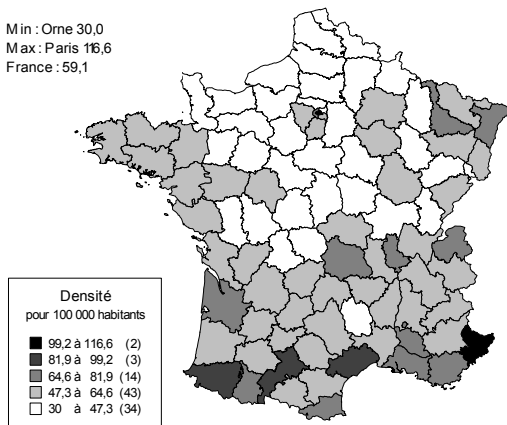 Min : Orne 30,0
Max : Paris 116,6
France : 59,1
Densité
pour 100 000 habitants
99,2 à 116,6 (2)
81,9 à 99,2 (3)
64,6 à 81,9 (14)
47,3 à 64,6 (43)
30 à 47,3 (34)